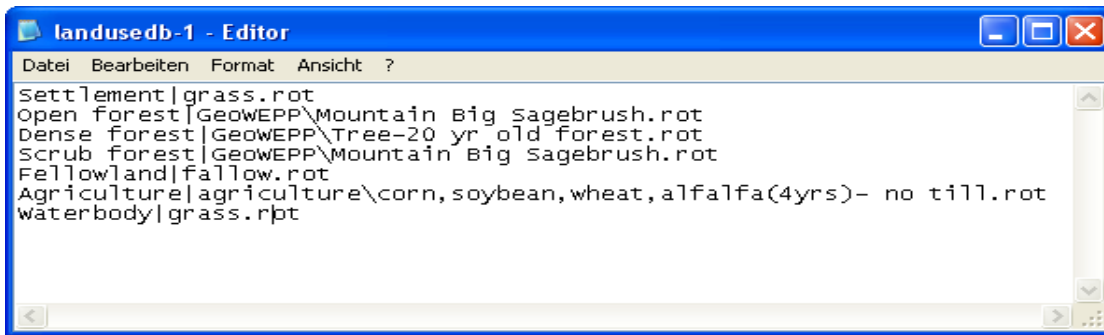 landusedb-1 - Editor
Datei Bearbeiten Format Ansicht ?
Settlement|grass.rot
Open forest|GeoWEPP\Mountain Big Sagebrush.rot
Dense forest|GeoWEPP\Tree-20 yr old forest.rot
Scrub forest|GeoWEPP\Mountain Big Sagebrush.rot
Fellowland|fallow.rot
Agriculture|agriculture\corn,soybean,wheat,alfalfa(4yrs)- no till.rot
Waterbody|grass.rot